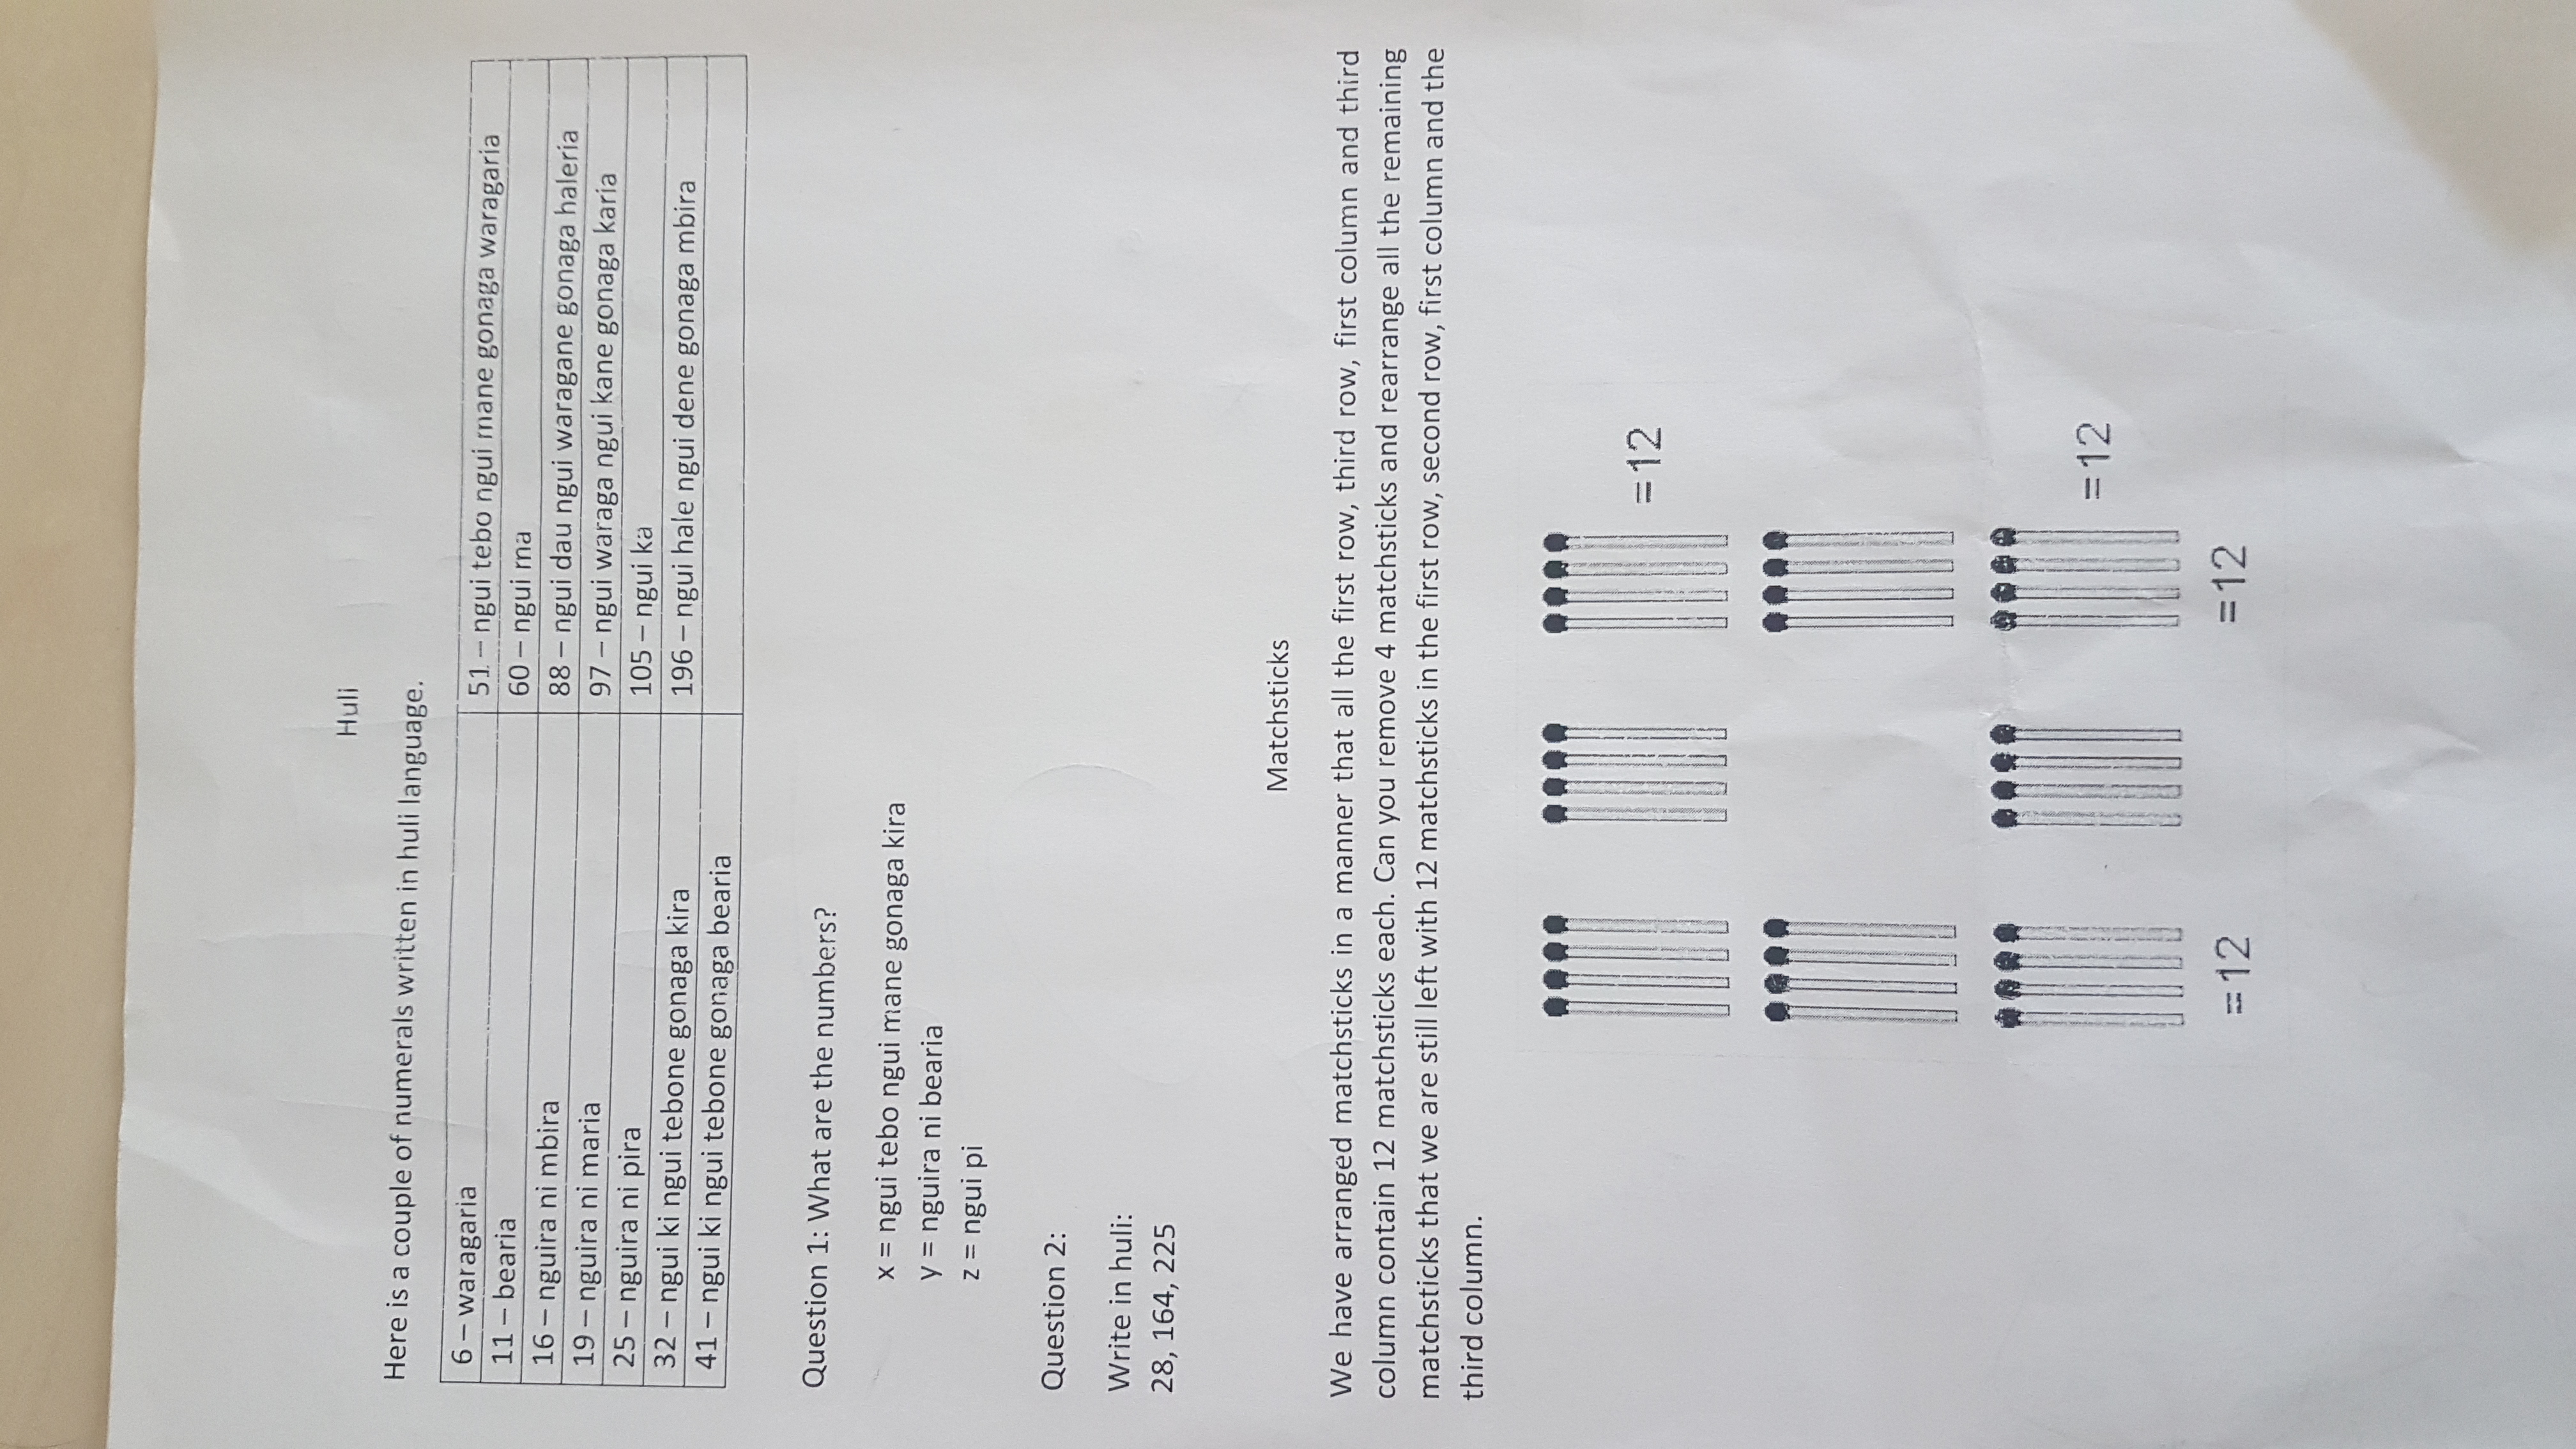 Huli
Here is a couple of numerals written in huli language.
6 – waragaria
11 – bearia
16 – nguira ni mbira
19 – nguira ni maria
25 – nguira ni pira
32 – ngui ki ngui tebone gonaga kira
41 – ngui ki ngui tebone gonaga bearia
51 – ngui tebo ngui mane gonaga waragaria
60 – ngui ma
88 – ngui dau ngui waragane gonaga haleria
97 – ngui waraga ngui kane gonaga karia
105 – ngui ka
196 – ngui hale ngui dene gonaga mbira
Question 1: What are the numbers?
x = ngui tebo ngui mane gonaga kira
y = nguira ni bearia
z = ngui pi
Question 2:
Write in huli:
28, 164, 225
Matchsticks
We have arranged matchsticks in a manner that all the first row, third row, first column and third
column contain 12 matchsticks each. Can you remove 4 matchsticks and rearrange all the remaining
matchsticks that we are still left with 12 matchsticks in the first row, second row, first column and the
third column.
=12
=12
=12
=12